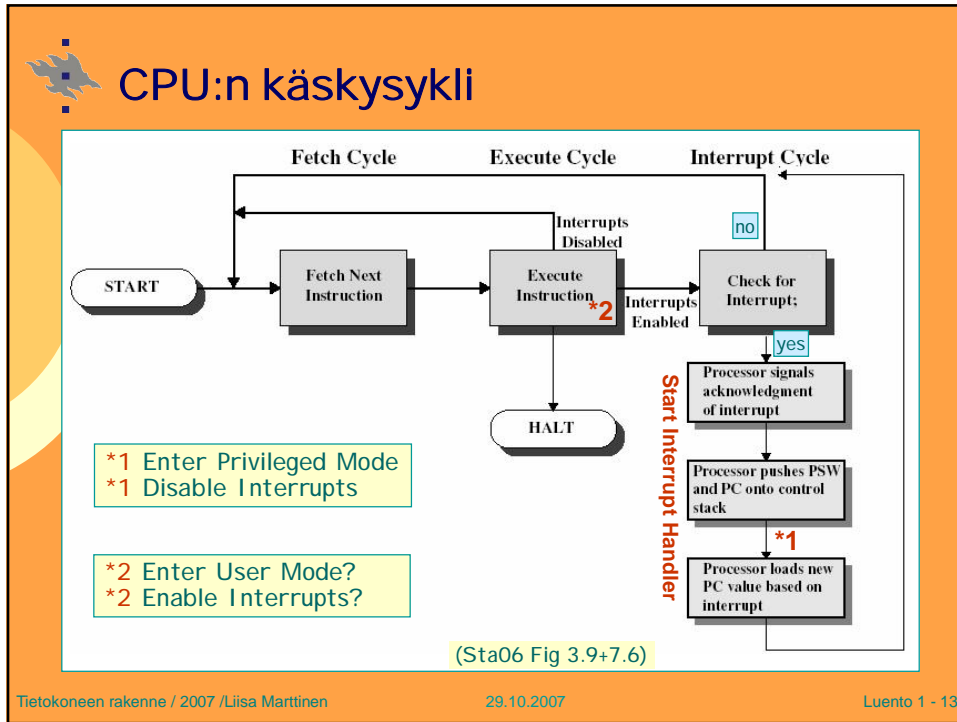 CPU:n käskysykli
Fetch Cycle
Execute Cycle
Interrupt Cycle
Interrupts
Disabled
no
START
Fetch Next
Instruction
Execute
Instruction
*2
Interrupts
Enabled
Check for
Interrupt;
yes
HALT
Start Interrupt Handler
Processor signals
acknowledgment
of interrupt
Processor pushes PSW
and PC onto control
stack
*1
Processor loads new
PC value based on
interrupt
*1 Enter Privileged Mode
*1 Disable Interrupts
*2 Enter User Mode?
*2 Enable Interrupts?
(Sta06 Fig 3.9+7.6)
Tietokoneen rakenne / 2007 /Liisa Marttinen
29.10.2007
Luento 1 - 13